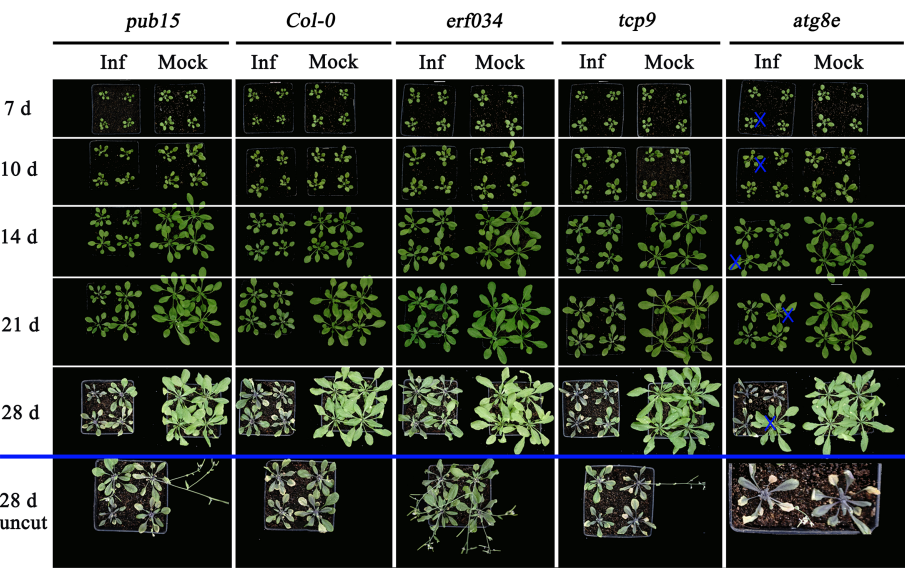 pub15 Col-0 erf034 tcp9 atg8e
Inf Mock Inf Mock Inf Mock Inf Mock Inf Mock
7 d
10 d
14 d
21 d
28 d
28 d
uncut